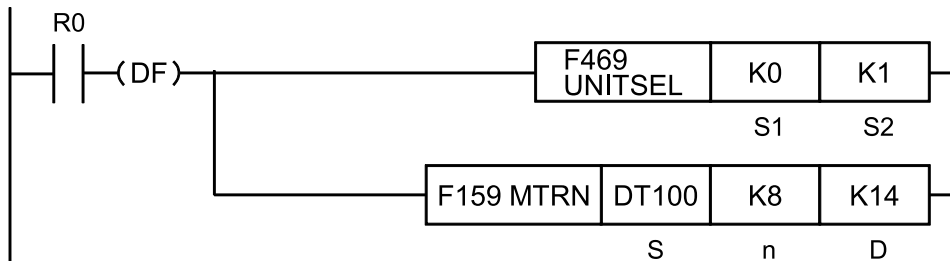 R0
(DF)
F469
UNITSEL
K0
K1
S1
S2
F159 MTRN
DT100
K8
K14
S
n
D